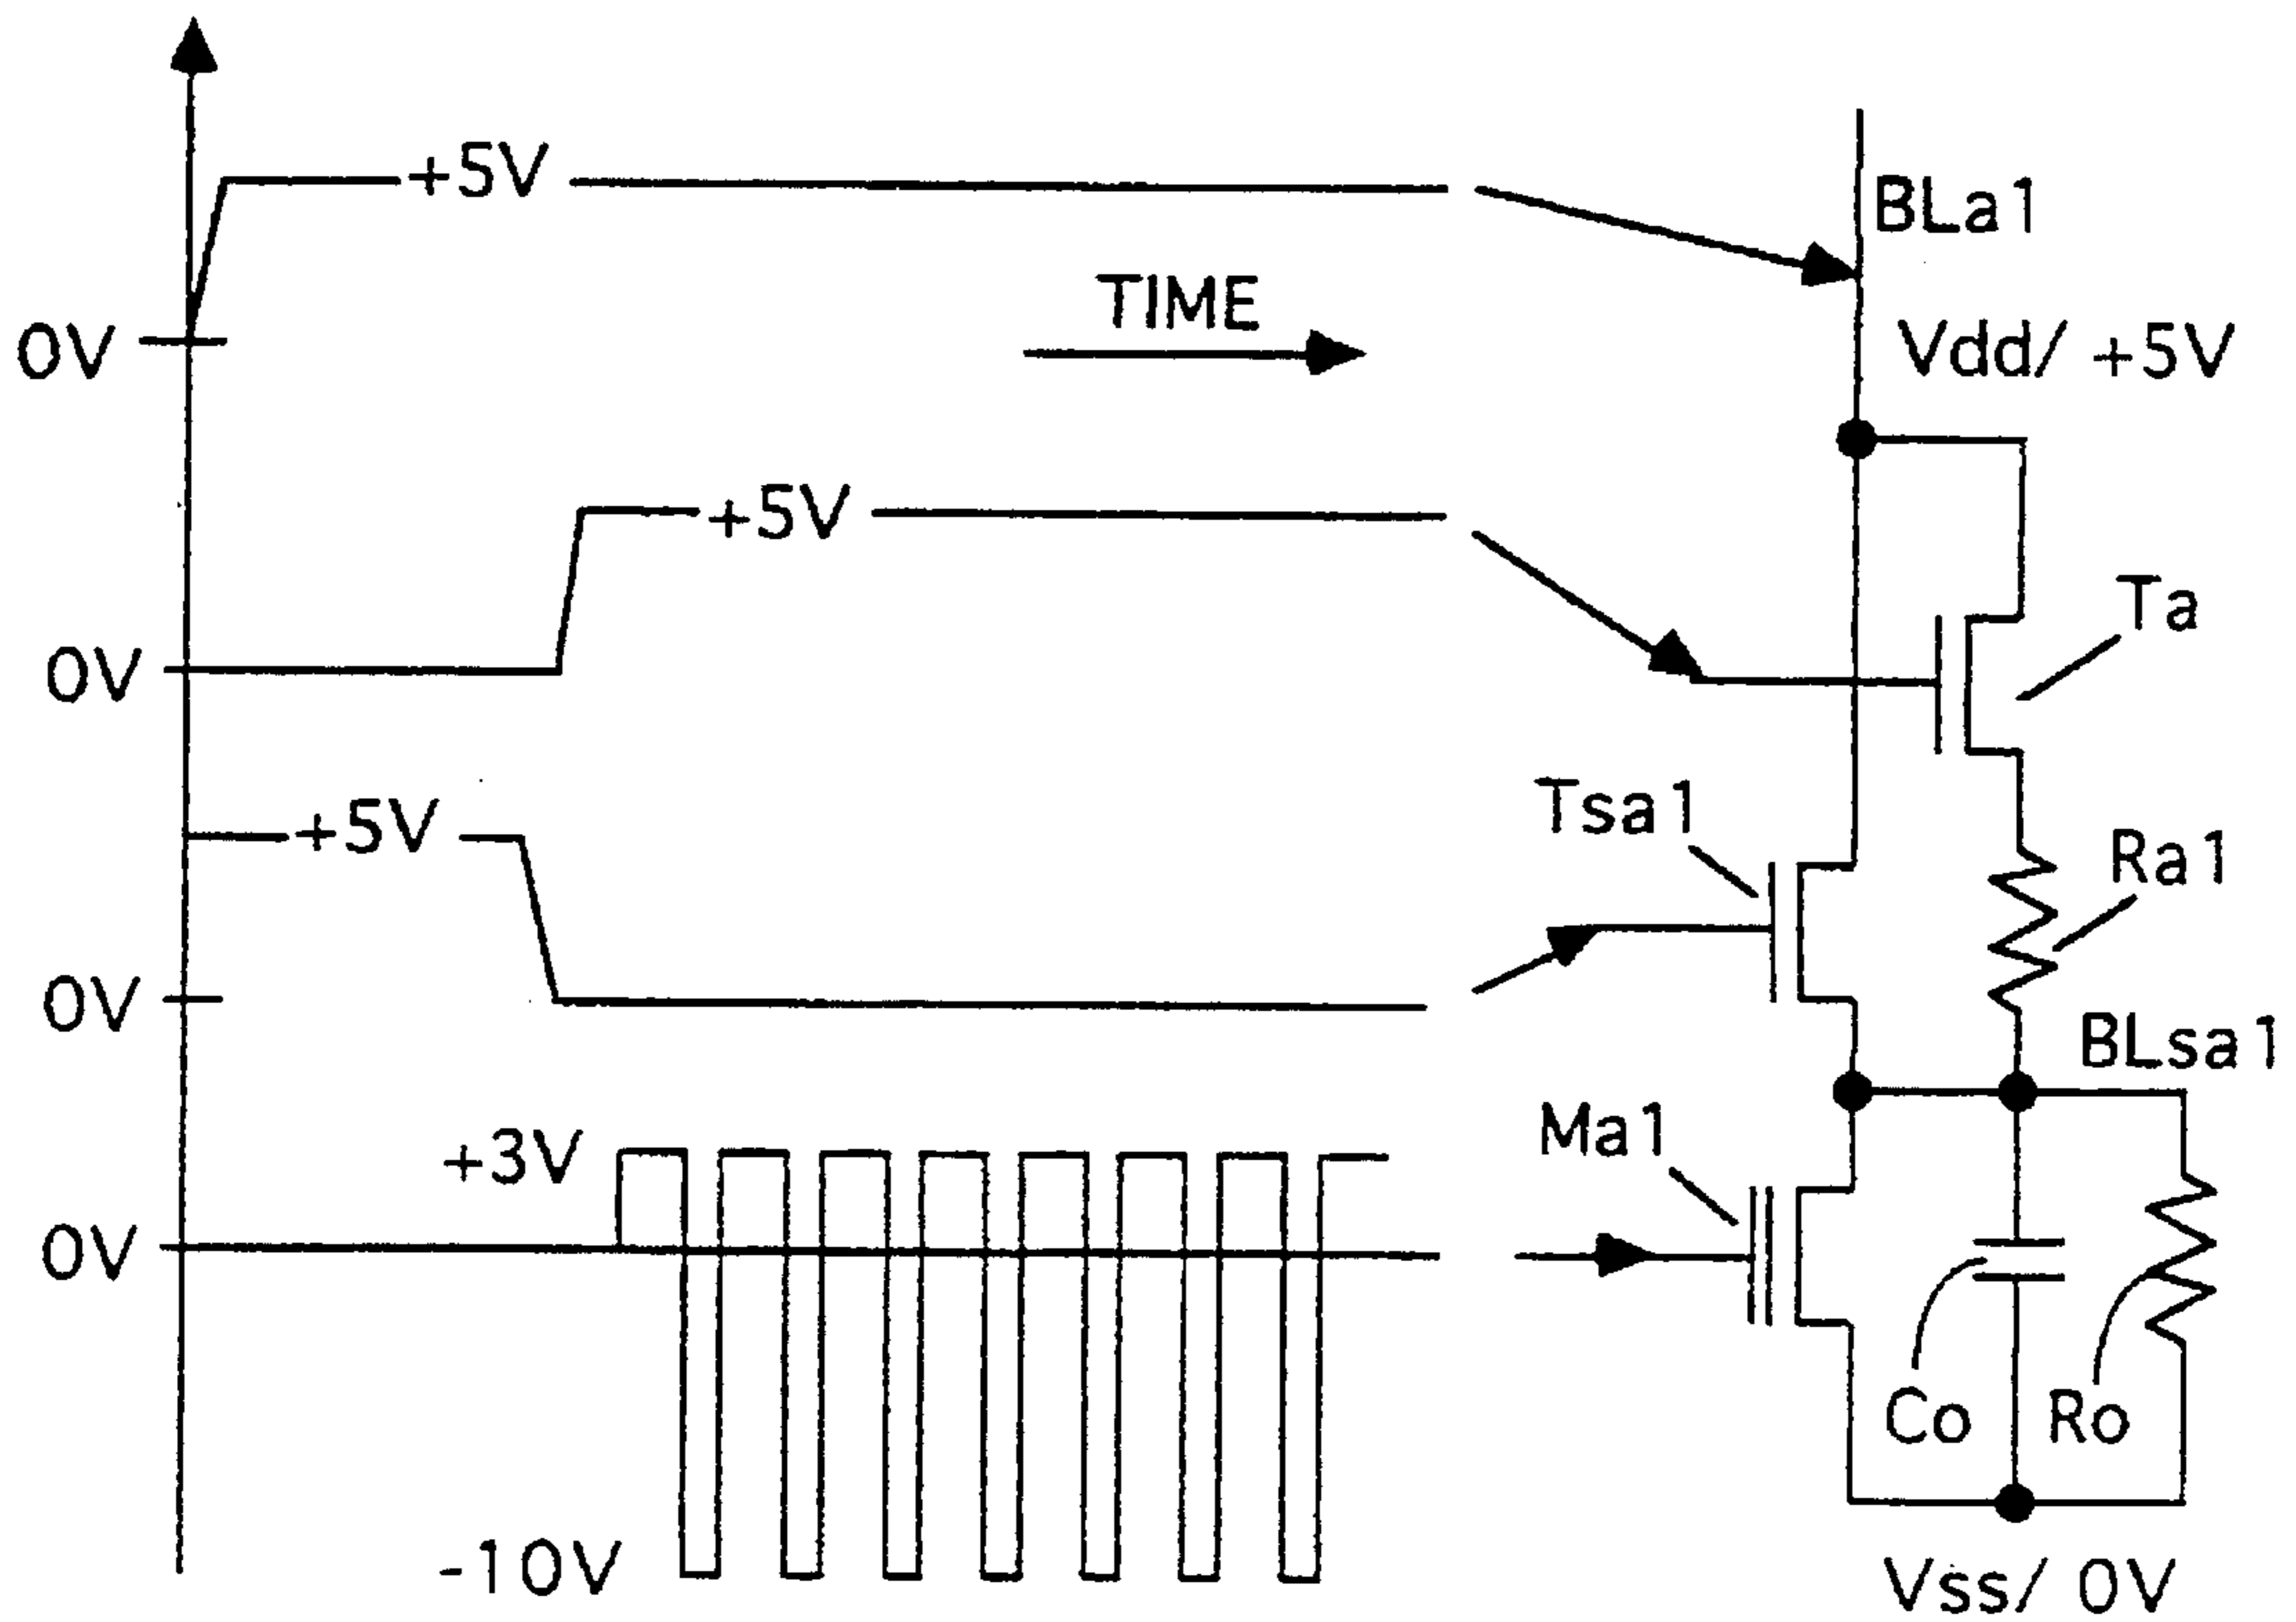 +5V
BLa1
TIME
0V
Vdd/ +5V
+5V
Ta
0V
Tsa1
+5V
Ra1
0V
BLsa1
Ma1
+3V
0V
Co
Ro
-10V
Vss/ 0V